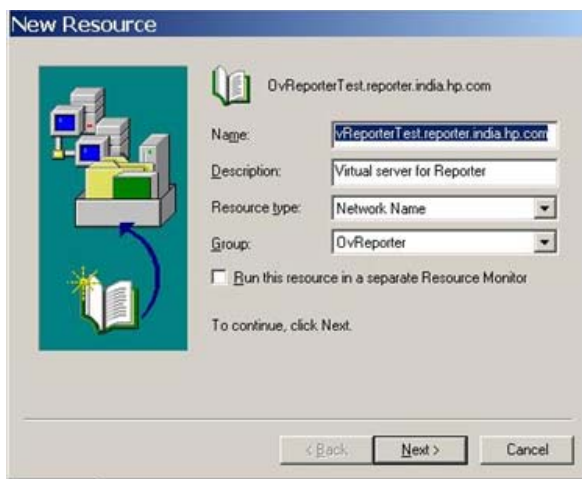 New Resource
OvReporterTest.reporter.india.hp.com
Name:
vReporterTest.reporter.india.hp.com
Description:
Virtual server for Reporter
Resource type:
Network Name
Group:
OvReporter
Run this resource in a separate Resource Monitor
To continue, click Next.
< Back
Next >
Cancel